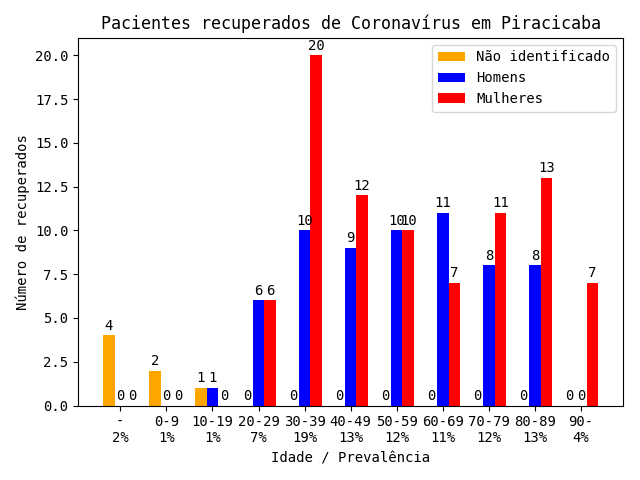 Pacientes recuperados de Coronavírus em Piracicaba
Número de recuperados
20.0
17.5
15.0
12.5
10.0
7.5
5.0
2.5
0.0
Não identificado
Homens
Mulheres
4 0 0
2 0 0
1 1 0
0 6 6
0 10 20
0 9 12
0 10 10
0 11 7
0 8 11
0 8 13
0 0 7
- 0-9 10-19 20-29 30-39 40-49 50-59 60-69 70-79 80-89 90-
2% 1% 1% 7% 19% 13% 12% 11% 12% 13% 4%
Idade / Prevalência